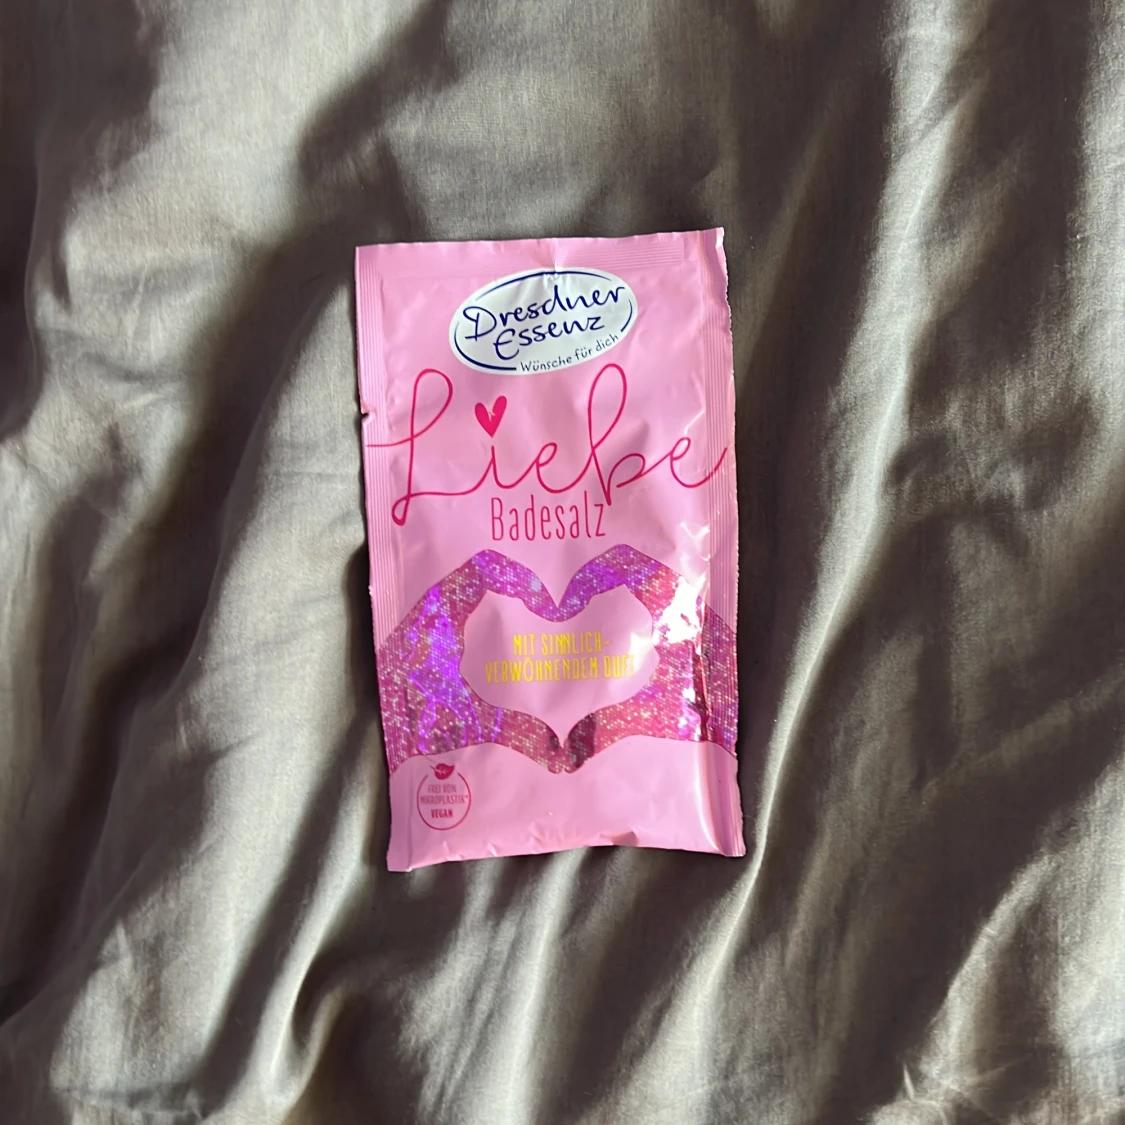 Dresdner
Essenz
Wünsche für dich
Liebe
Badesalz
MIT SINNLICH-
VERWÖHNENDEM DUFT
FREI VON
MIKROPLASTIK*
VEGAN